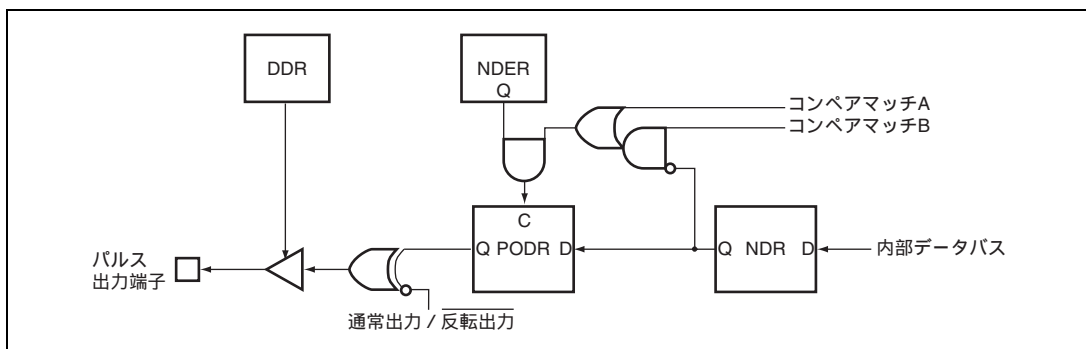 DDR
NDER
Q
コンペアマッチA
コンペアマッチB
C
Q PODR D
Q NDR D
内部データバス
パルス
出力端子
通常出力 / 反転出力